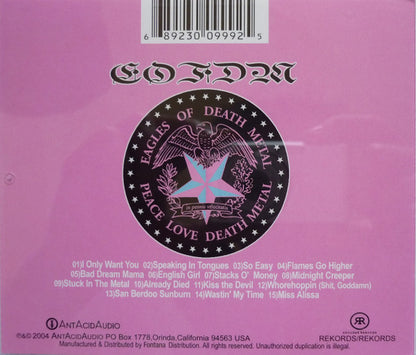 6 89230 09992 5
EOFDM
EAGLES OF DEATH METAL
PEACE LOVE DEATH METAL
01)I Only Want You 02)Speaking In Tongues 03)So Easy 04)Flames Go Higher
05)Bad Dream Mama 06)English Girl 07)Stacks O' Money 08)Midnight Creeper
09)Stuck In The Metal 10)Already Died 11)Kiss the Devil 12)Whorehoppin (Shit, Goddamn)
13)San Berdoo Sunburn 14)Wastin' My Time 15)Miss Alissa
ANTACIDAUDIO
RR
REKORDS REKORDS
℗&© 2004 ANTACIDAUDIO PO BOX 1778,Orinda,California 94563 USA
REKORDS/REKORDS
Manufactured & Distributed by Fontana Distribution. All rights reserved. Unauthorized duplication is illegal.